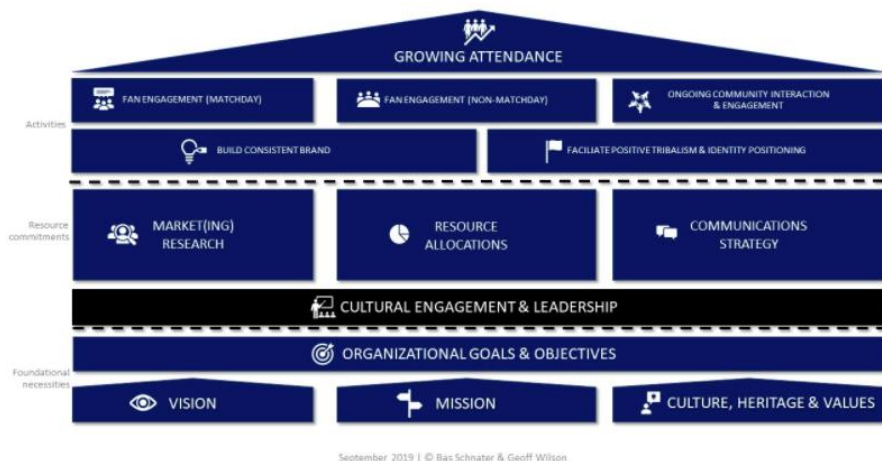 GROWING ATTENDANCE
FAN ENGAGEMENT (MATCHDAY)
FAN ENGAGEMENT (NON-MATCHDAY)
ONGOING COMMUNITY INTERACTION
& ENGAGEMENT
Activities
BUILD CONSISTENT BRAND
FACILIATE POSITIVE TRIBALISM & IDENTITY POSITIONING
Resource
commitments
MARKET(ING)
RESEARCH
RESOURCE
ALLOCATIONS
COMMUNICATIONS
STRATEGY
CULTURAL ENGAGEMENT & LEADERSHIP
ORGANIZATIONAL GOALS & OBJECTIVES
Foundational
necessities
VISION
MISSION
CULTURE, HERITAGE & VALUES
September 2019 | © Bas Schnater & Geoff Wilson